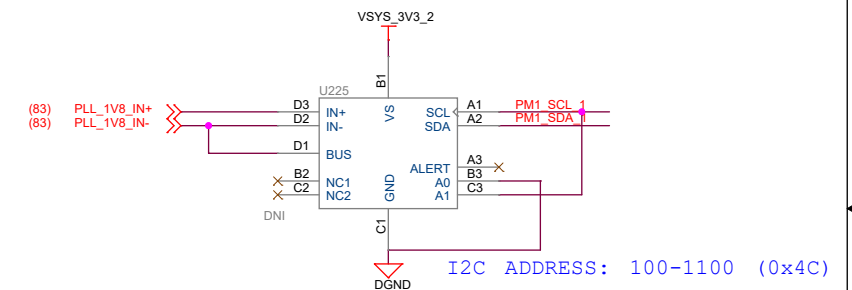 VSYS_3V3_2
B1
U225
(83) PLL_1V8_IN+
D3 IN+
VS
SCL A1 PM1_SCL_1
(83) PLL_1V8_IN-
D2 IN-
SDA A2 PM1_SDA_1
D1 BUS
ALERT A3
B2 NC1
GND
A0 B3
C2 NC2
A1 C3
DNI
C1
I2C ADDRESS: 100-1100 (0x4C)
DGND